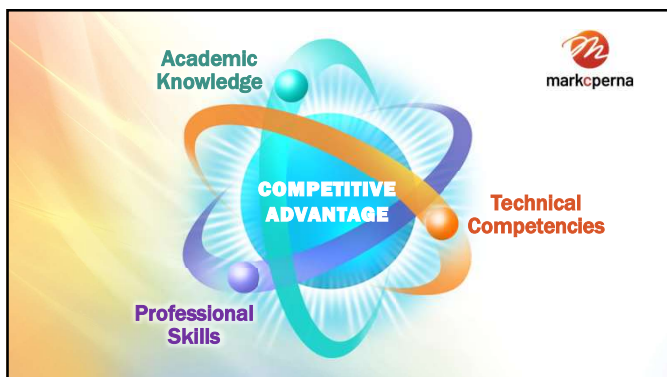 Academic
Knowledge
markcperna
COMPETITIVE
ADVANTAGE
Technical
Competencies
Professional
Skills